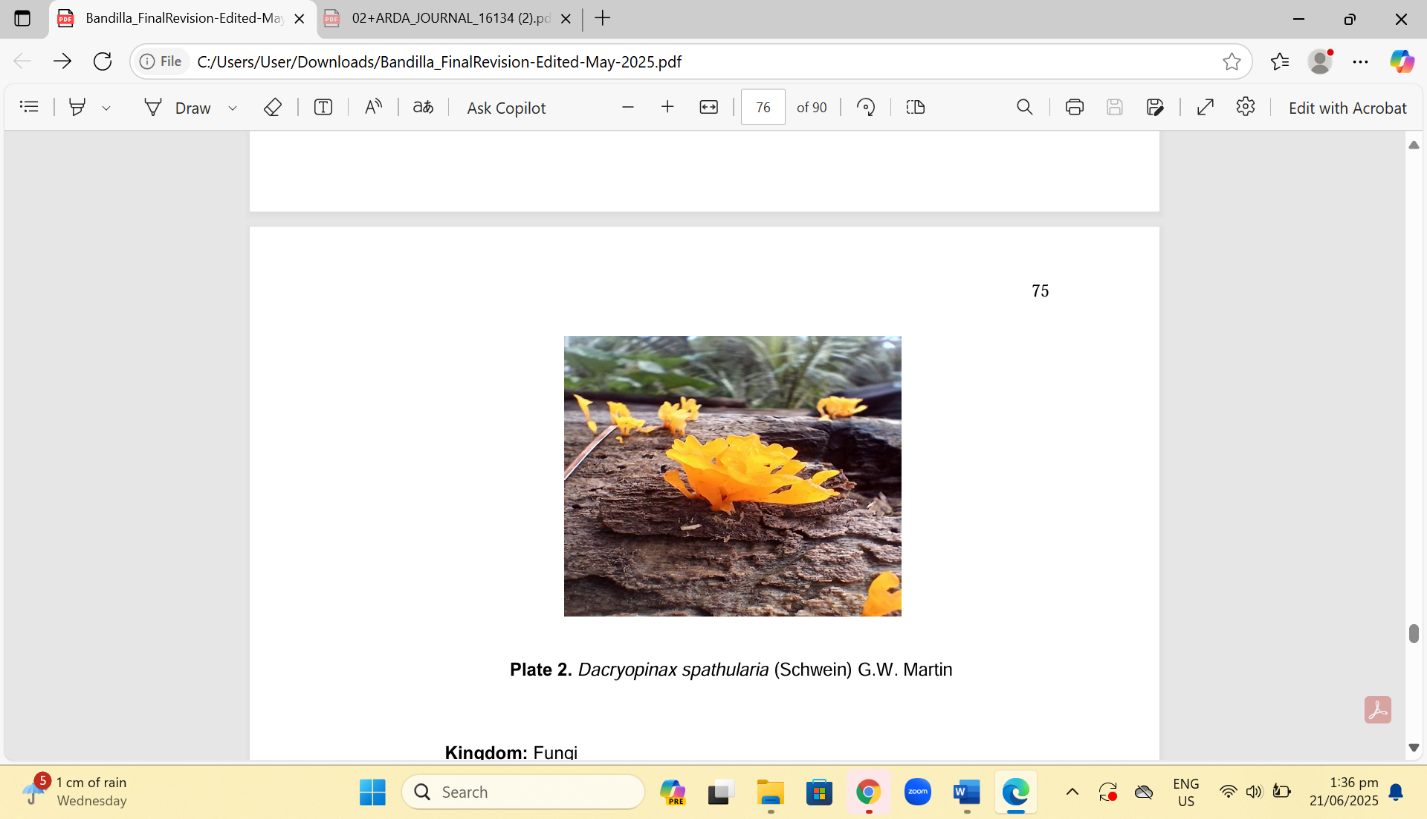 Bandilla_FinalRevision-Edited-May
02+ARDA_JOURNAL_16134 (2).pd
File
C:/Users/User/Downloads/Bandilla_FinalRevision-Edited-May-2025.pdf
Draw
Ask Copilot
76
of 90
Edit with Acrobat
75
Plate 2. Dacryopinax spathularia (Schwein) G.W. Martin
Kingdom: Fungi
5
1 cm of rain
Wednesday
Search
PRE
zoom
W
ENG
US
1:36 pm
21/06/2025